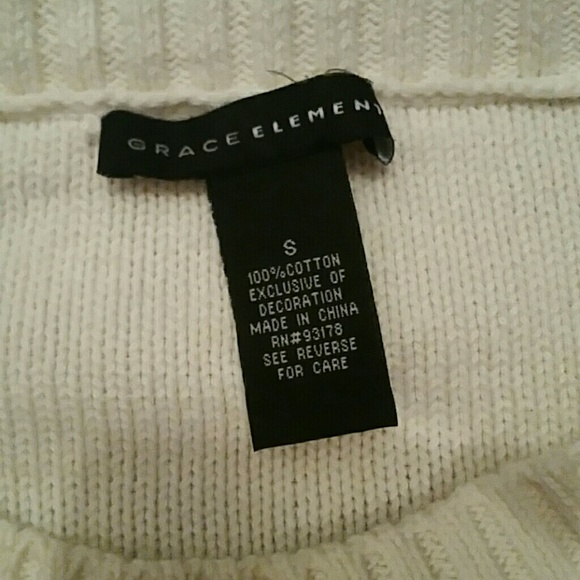 GRACE ELEMENT
S
100%COTTON
EXCLUSIVE OF
DECORATION
MADE IN CHINA
RN#93178
SEE REVERSE
FOR CARE